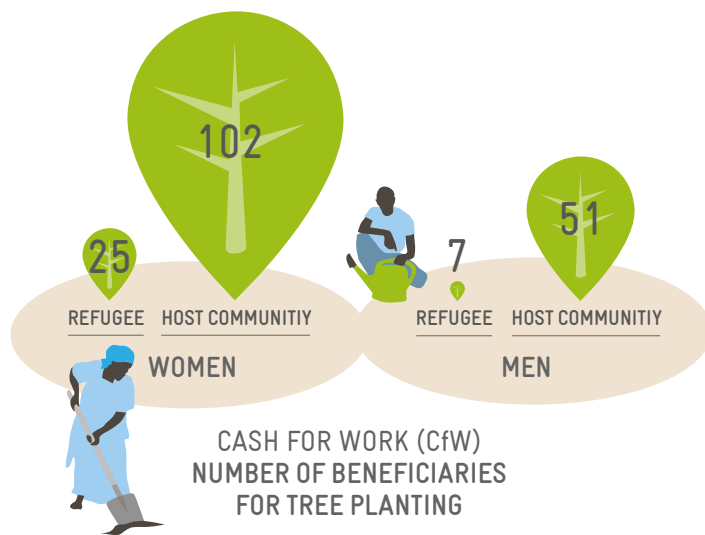 102
25
7
51
REFUGEE HOST COMMUNITIY
REFUGEE HOST COMMUNITIY
WOMEN
MEN
CASH FOR WORK (CfW)
NUMBER OF BENEFICIARIES
FOR TREE PLANTING